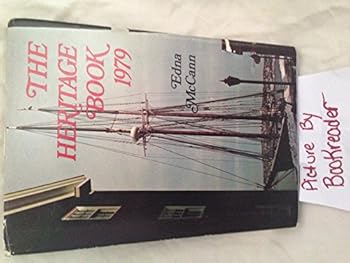 THE
HERITAGE
BOOK
1979
Edna
McCann
Picture By
Bookreader